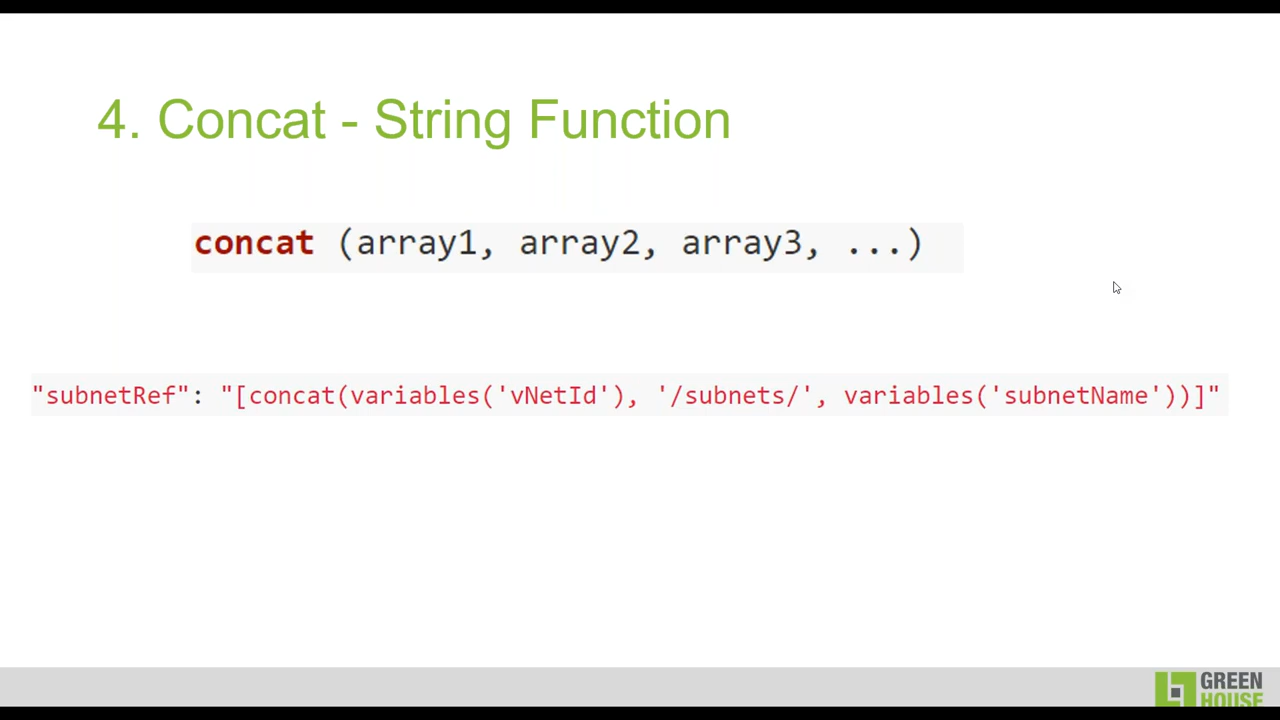 4. Concat - String Function
concat (array1, array2, array3, ...)
"subnetRef": "[concat(variables('vNetId'), '/subnets/', variables('subnetName'))]"
GREEN
HOUSE